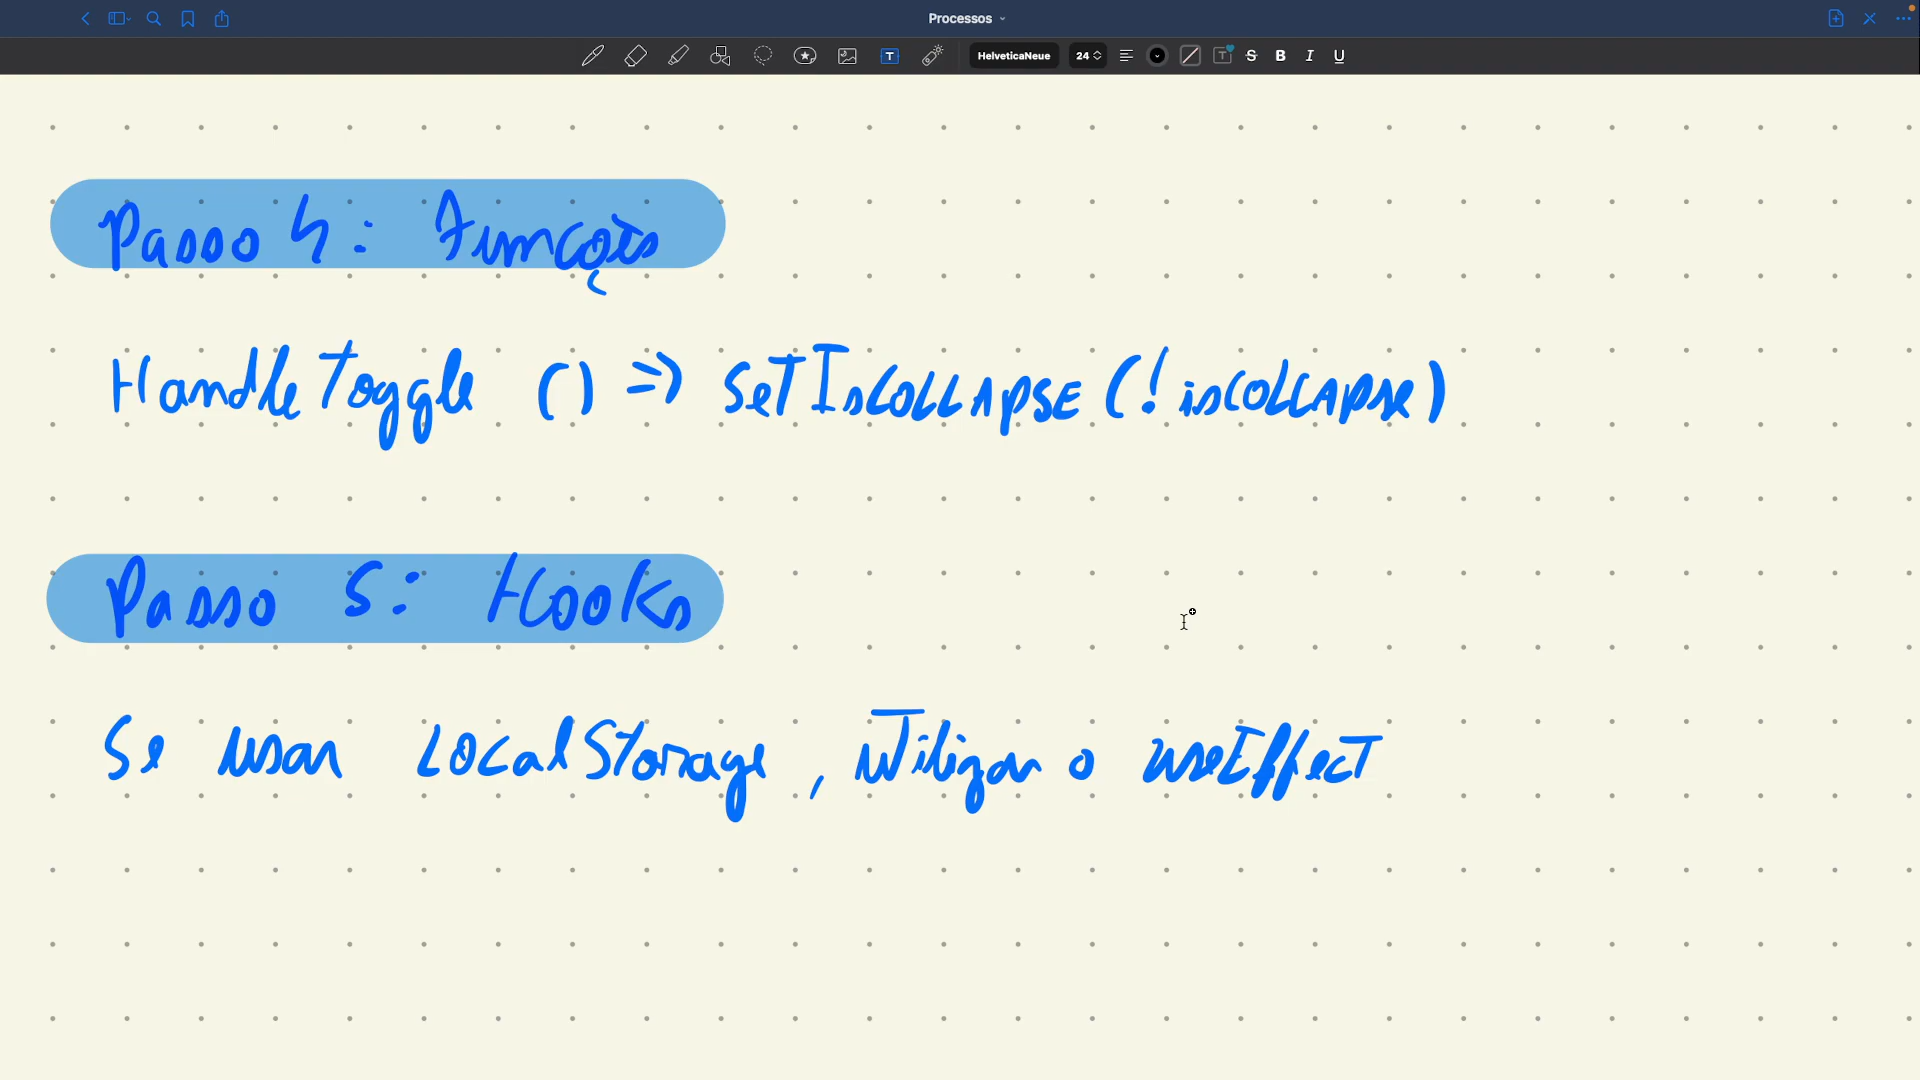 Processos
HelveticaNeue 24 T S B I U
Passo 4: Funções
HandleToggle () => SetIsCollapse (!isCollapse)
Passo 5: Hooks
Se usar LocalStorage, utilizar o useEffect